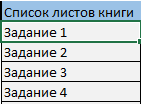 Список листов книги
Задание 1
Задание 2
Задание 3
Задание 4